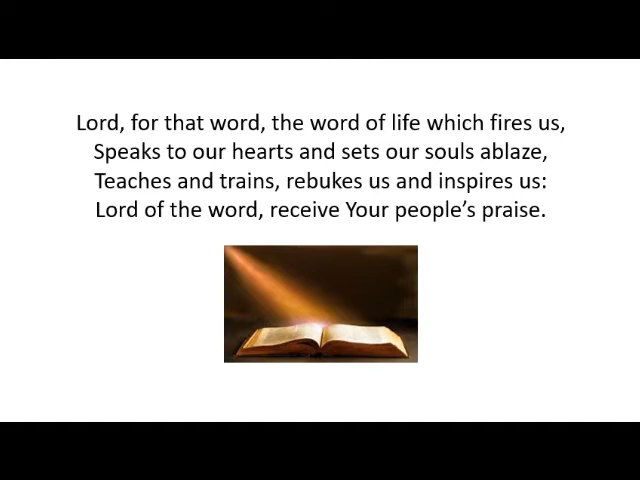 Lord, for that word, the word of life which fires us,
Speaks to our hearts and sets our souls ablaze,
Teaches and trains, rebukes us and inspires us:
Lord of the word, receive Your people’s praise.